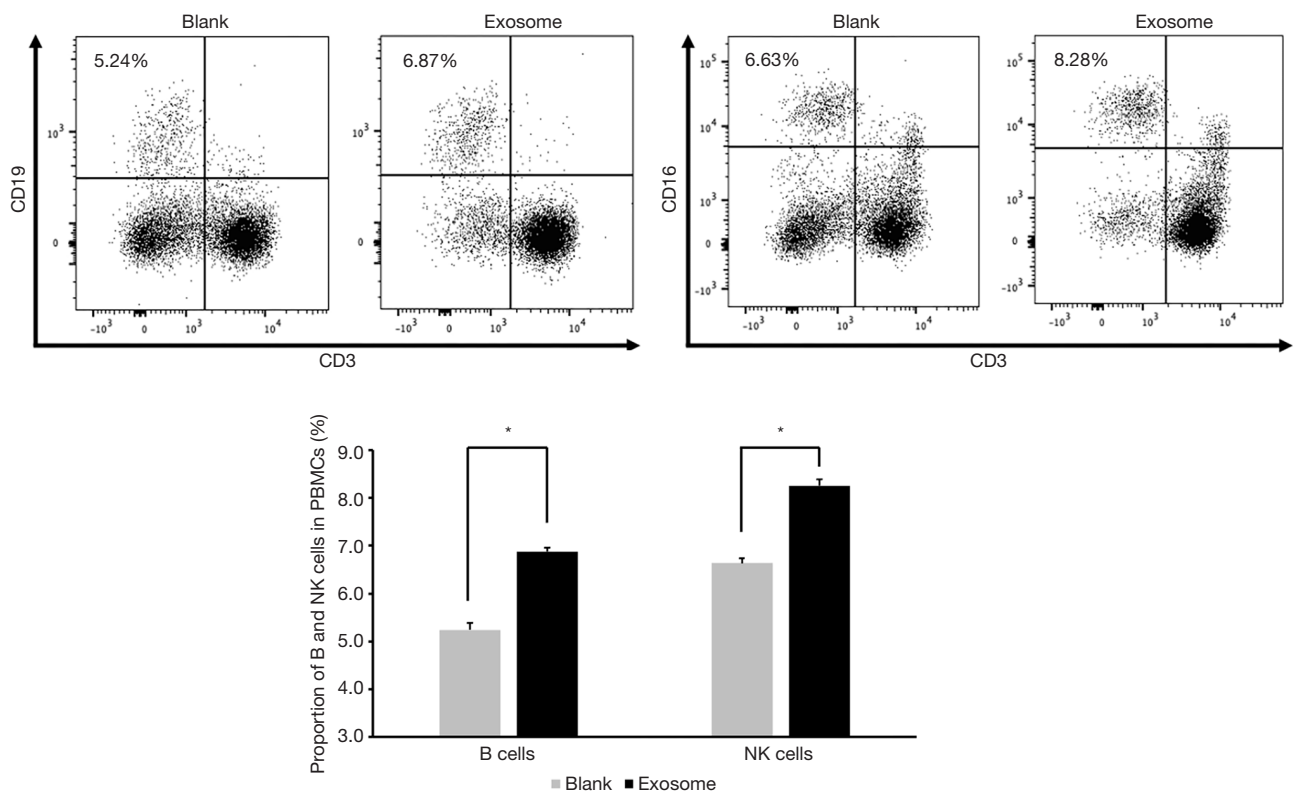 Blank
Exosome
Blank
Exosome
5.24%
6.87%
6.63%
8.28%
CD19
10³
0
10³
0
-10³ 0 10³ 10⁴
-10³ 0 10³ 10⁴
CD3
CD16
10⁵
10⁴
10³
0
-10³
10⁵
10⁴
10³
0
-10³
-10³ 0 10³ 10⁴
-10³ 0 10³ 10⁴
CD3
Proportion of B and NK cells in PBMCs (%)
9.0
8.0
7.0
6.0
5.0
4.0
3.0
*
*
B cells
NK cells
Blank Exosome